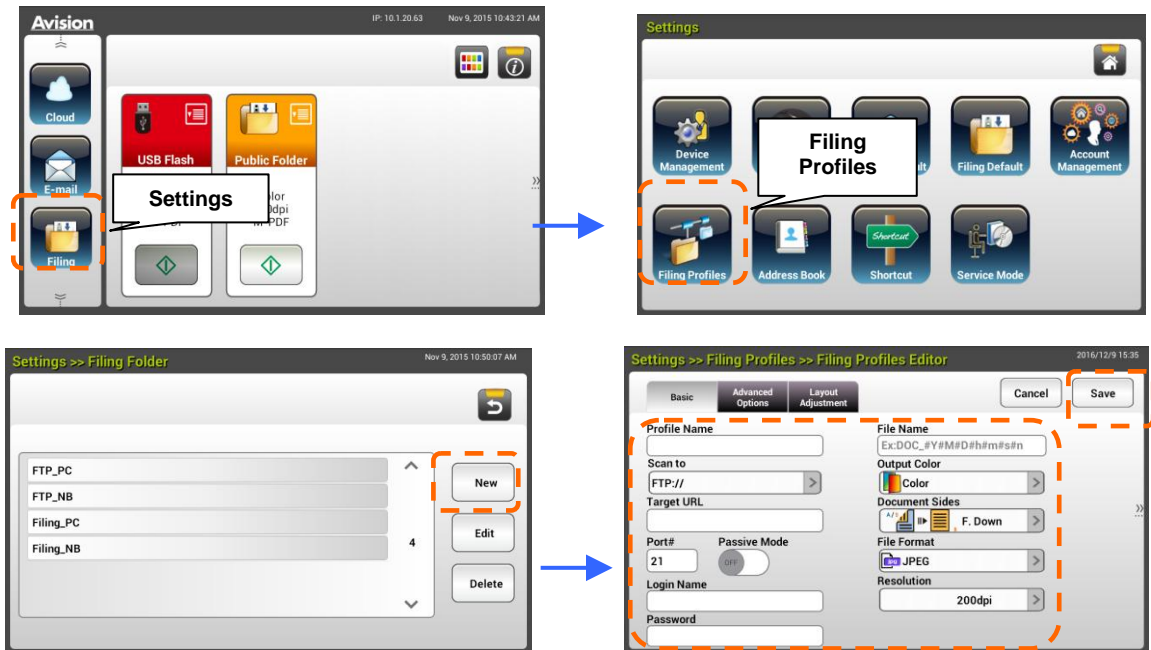 Avision
IP: 10.1.20.63
Nov 9, 2015 10:43:21 AM
Cloud
E-mail
Filing
USB Flash
Public Folder
Settings
M-PDF
Settings
Device
Management
Filing Default
Account
Management
Filing
Profiles
Filing Profiles
Address Book
Shortcut
Shortcut
Service Mode
Settings >> Filing Folder
Nov 9, 2015 10:50:07 AM
FTP_PC
FTP_NB
Filing_PC
Filing_NB
4
New
Edit
Delete
Settings >> Filing Profiles >> Filing Profiles Editor
2016/12/9 15:35
Basic
Advanced
Options
Layout
Adjustment
Cancel
Save
Profile Name
Scan to
FTP://
Target URL
Port#
Passive Mode
21
OFF
Login Name
Password
File Name
Ex:DOC_#Y#M#D#h#m#s#n
Output Color
Color
Document Sides
F. Down
File Format
JPEG
Resolution
200dpi